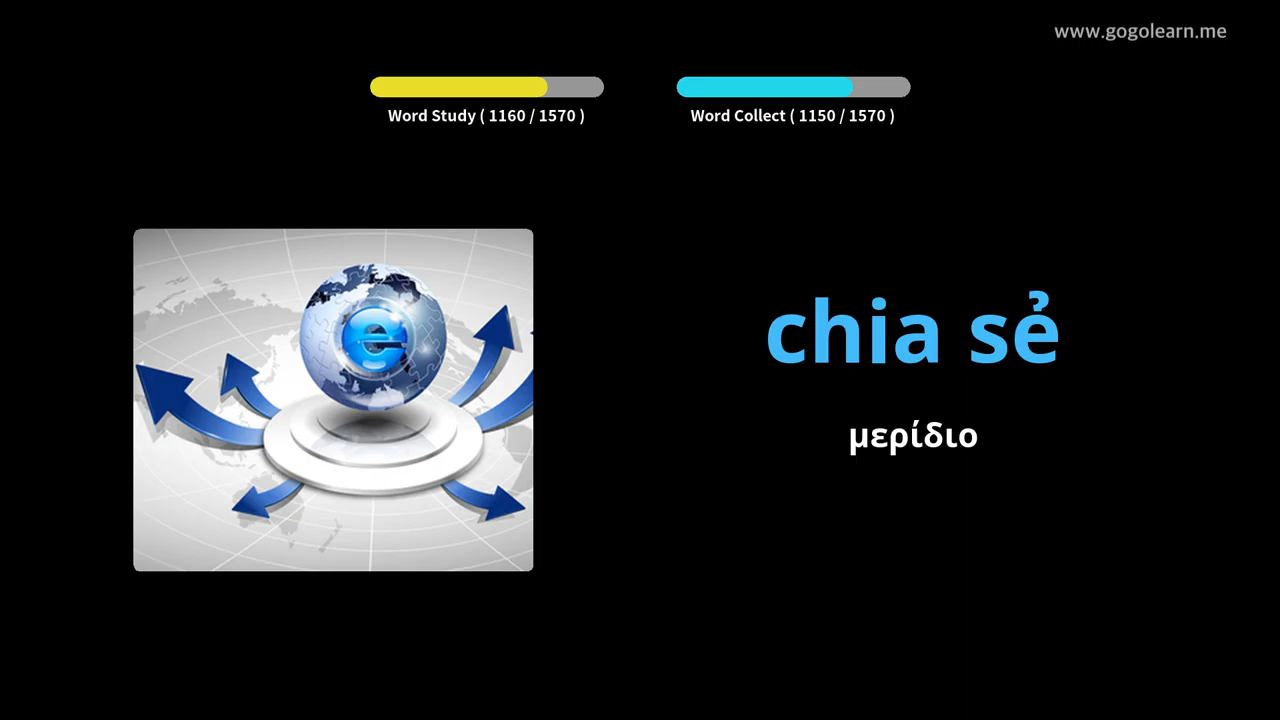 www.gogolearn.me
Word Study ( 1160 / 1570 )
Word Collect ( 1150 / 1570 )
e
chia sẻ
μερίδιο